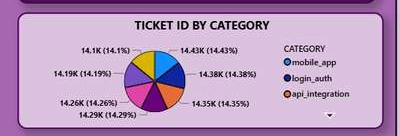 TICKET ID BY CATEGORY
14.1K (14.1%)
14.43K (14.43%)
14.19K (14.19%)
14.38K (14.38%)
14.26K (14.26%)
14.35K (14.35%)
14.29K (14.29%)
CATEGORY
mobile_app
login_auth
api_integration